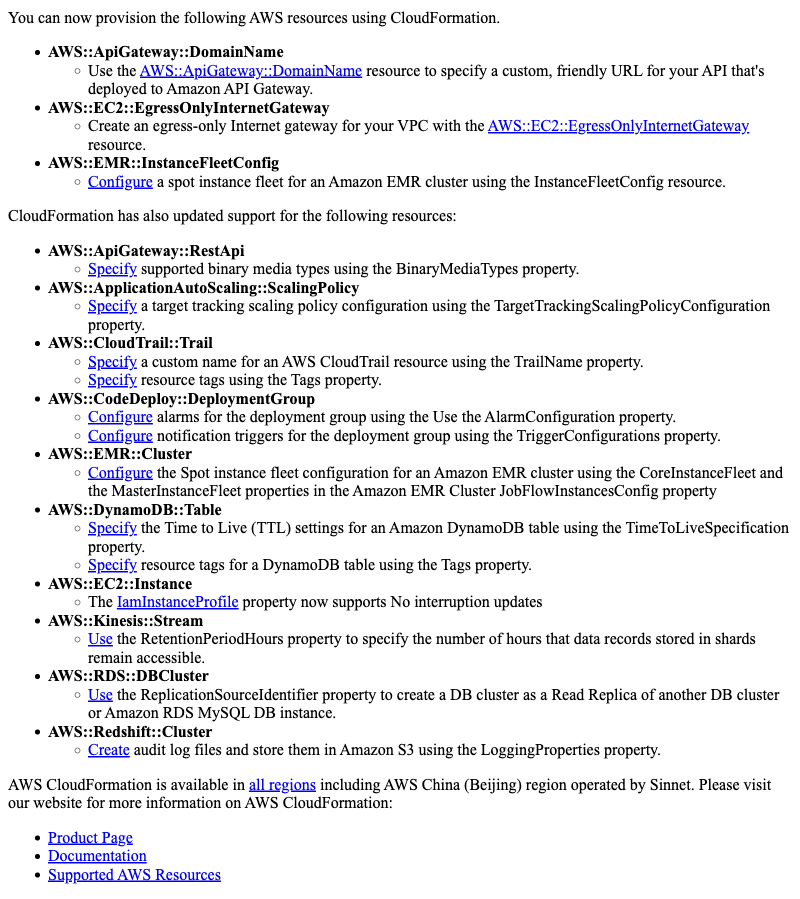 You can now provision the following AWS resources using CloudFormation.
AWS::ApiGateway::DomainName
Use the AWS::ApiGateway::DomainName resource to specify a custom, friendly URL for your API that's
deployed to Amazon API Gateway.
AWS::EC2::EgressOnlyInternetGateway
Create an egress-only Internet gateway for your VPC with the AWS::EC2::EgressOnlyInternetGateway
resource.
AWS::EMR::InstanceFleetConfig
Configure a spot instance fleet for an Amazon EMR cluster using the InstanceFleetConfig resource.
CloudFormation has also updated support for the following resources:
AWS::ApiGateway::RestApi
Specify supported binary media types using the BinaryMediaTypes property.
AWS::ApplicationAutoScaling::ScalingPolicy
Specify a target tracking scaling policy configuration using the TargetTrackingScalingPolicyConfiguration
property.
AWS::CloudTrail::Trail
Specify a custom name for an AWS CloudTrail resource using the TrailName property.
Specify resource tags using the Tags property.
AWS::CodeDeploy::DeploymentGroup
Configure alarms for the deployment group using the Use the AlarmConfiguration property.
Configure notification triggers for the deployment group using the TriggerConfigurations property.
AWS::EMR::Cluster
Configure the Spot instance fleet configuration for an Amazon EMR cluster using the CoreInstanceFleet and
the MasterInstanceFleet properties in the Amazon EMR Cluster JobFlowInstancesConfig property
AWS::DynamoDB::Table
Specify the Time to Live (TTL) settings for an Amazon DynamoDB table using the TimeToLiveSpecification
property.
Specify resource tags for a DynamoDB table using the Tags property.
AWS::EC2::Instance
The IamInstanceProfile property now supports No interruption updates
AWS::Kinesis::Stream
Use the RetentionPeriodHours property to specify the number of hours that data records stored in shards
remain accessible.
AWS::RDS::DBCluster
Use the ReplicationSourceIdentifier property to create a DB cluster as a Read Replica of another DB cluster
or Amazon RDS MySQL DB instance.
AWS::Redshift::Cluster
Create audit log files and store them in Amazon S3 using the LoggingProperties property.
AWS CloudFormation is available in all regions including AWS China (Beijing) region operated by Sinnet. Please visit
our website for more information on AWS CloudFormation:
Product Page
Documentation
Supported AWS Resources